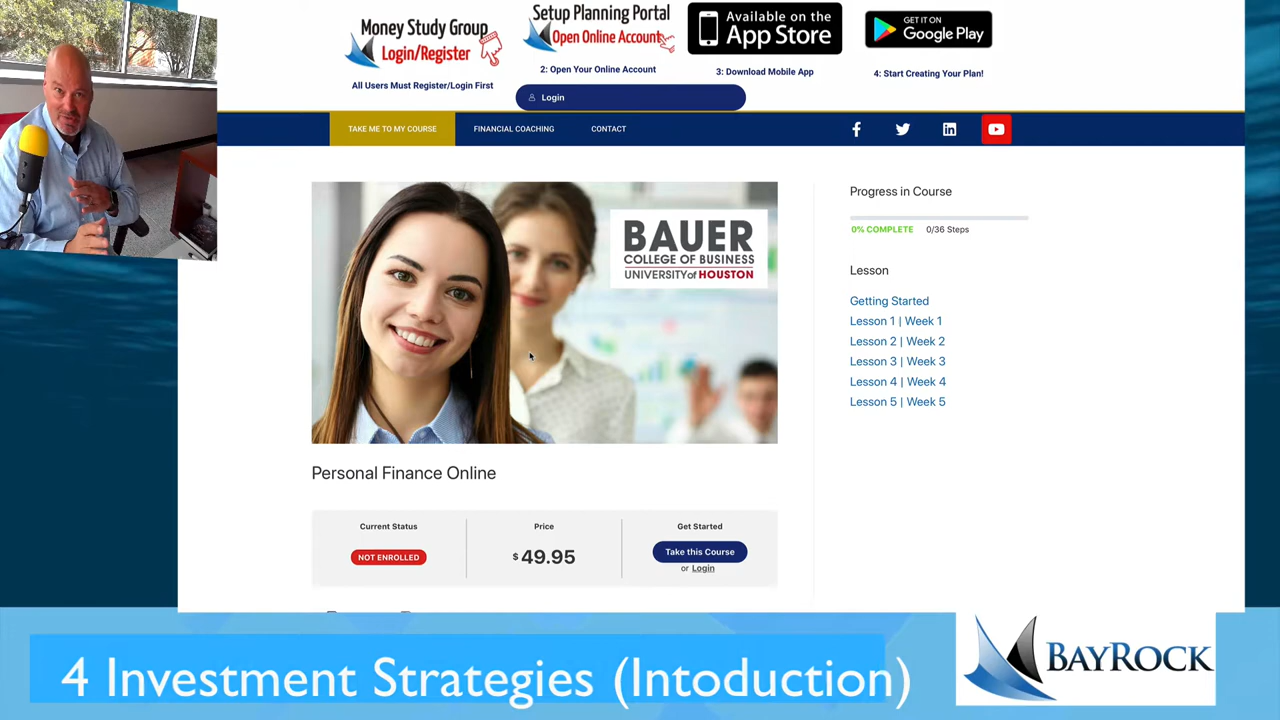 Money Study Group
Login/Register
All Users Must Register/Login First
Setup Planning Portal
Open Online Account
2: Open Your Online Account
Available on the
App Store
3: Download Mobile App
GET IT ON
Google Play
4: Start Creating Your Plan!
Login
TAKE ME TO MY COURSE
FINANCIAL COACHING
CONTACT
BAUER
COLLEGE OF BUSINESS
UNIVERSITY of HOUSTON
Personal Finance Online
Current Status
NOT ENROLLED
Price
$ 49.95
Get Started
Take this Course
or Login
Progress in Course
0% COMPLETE 0/36 Steps
Lesson
Getting Started
Lesson 1 | Week 1
Lesson 2 | Week 2
Lesson 3 | Week 3
Lesson 4 | Week 4
Lesson 5 | Week 5
4 Investment Strategies (Intoduction)
BAYROCK